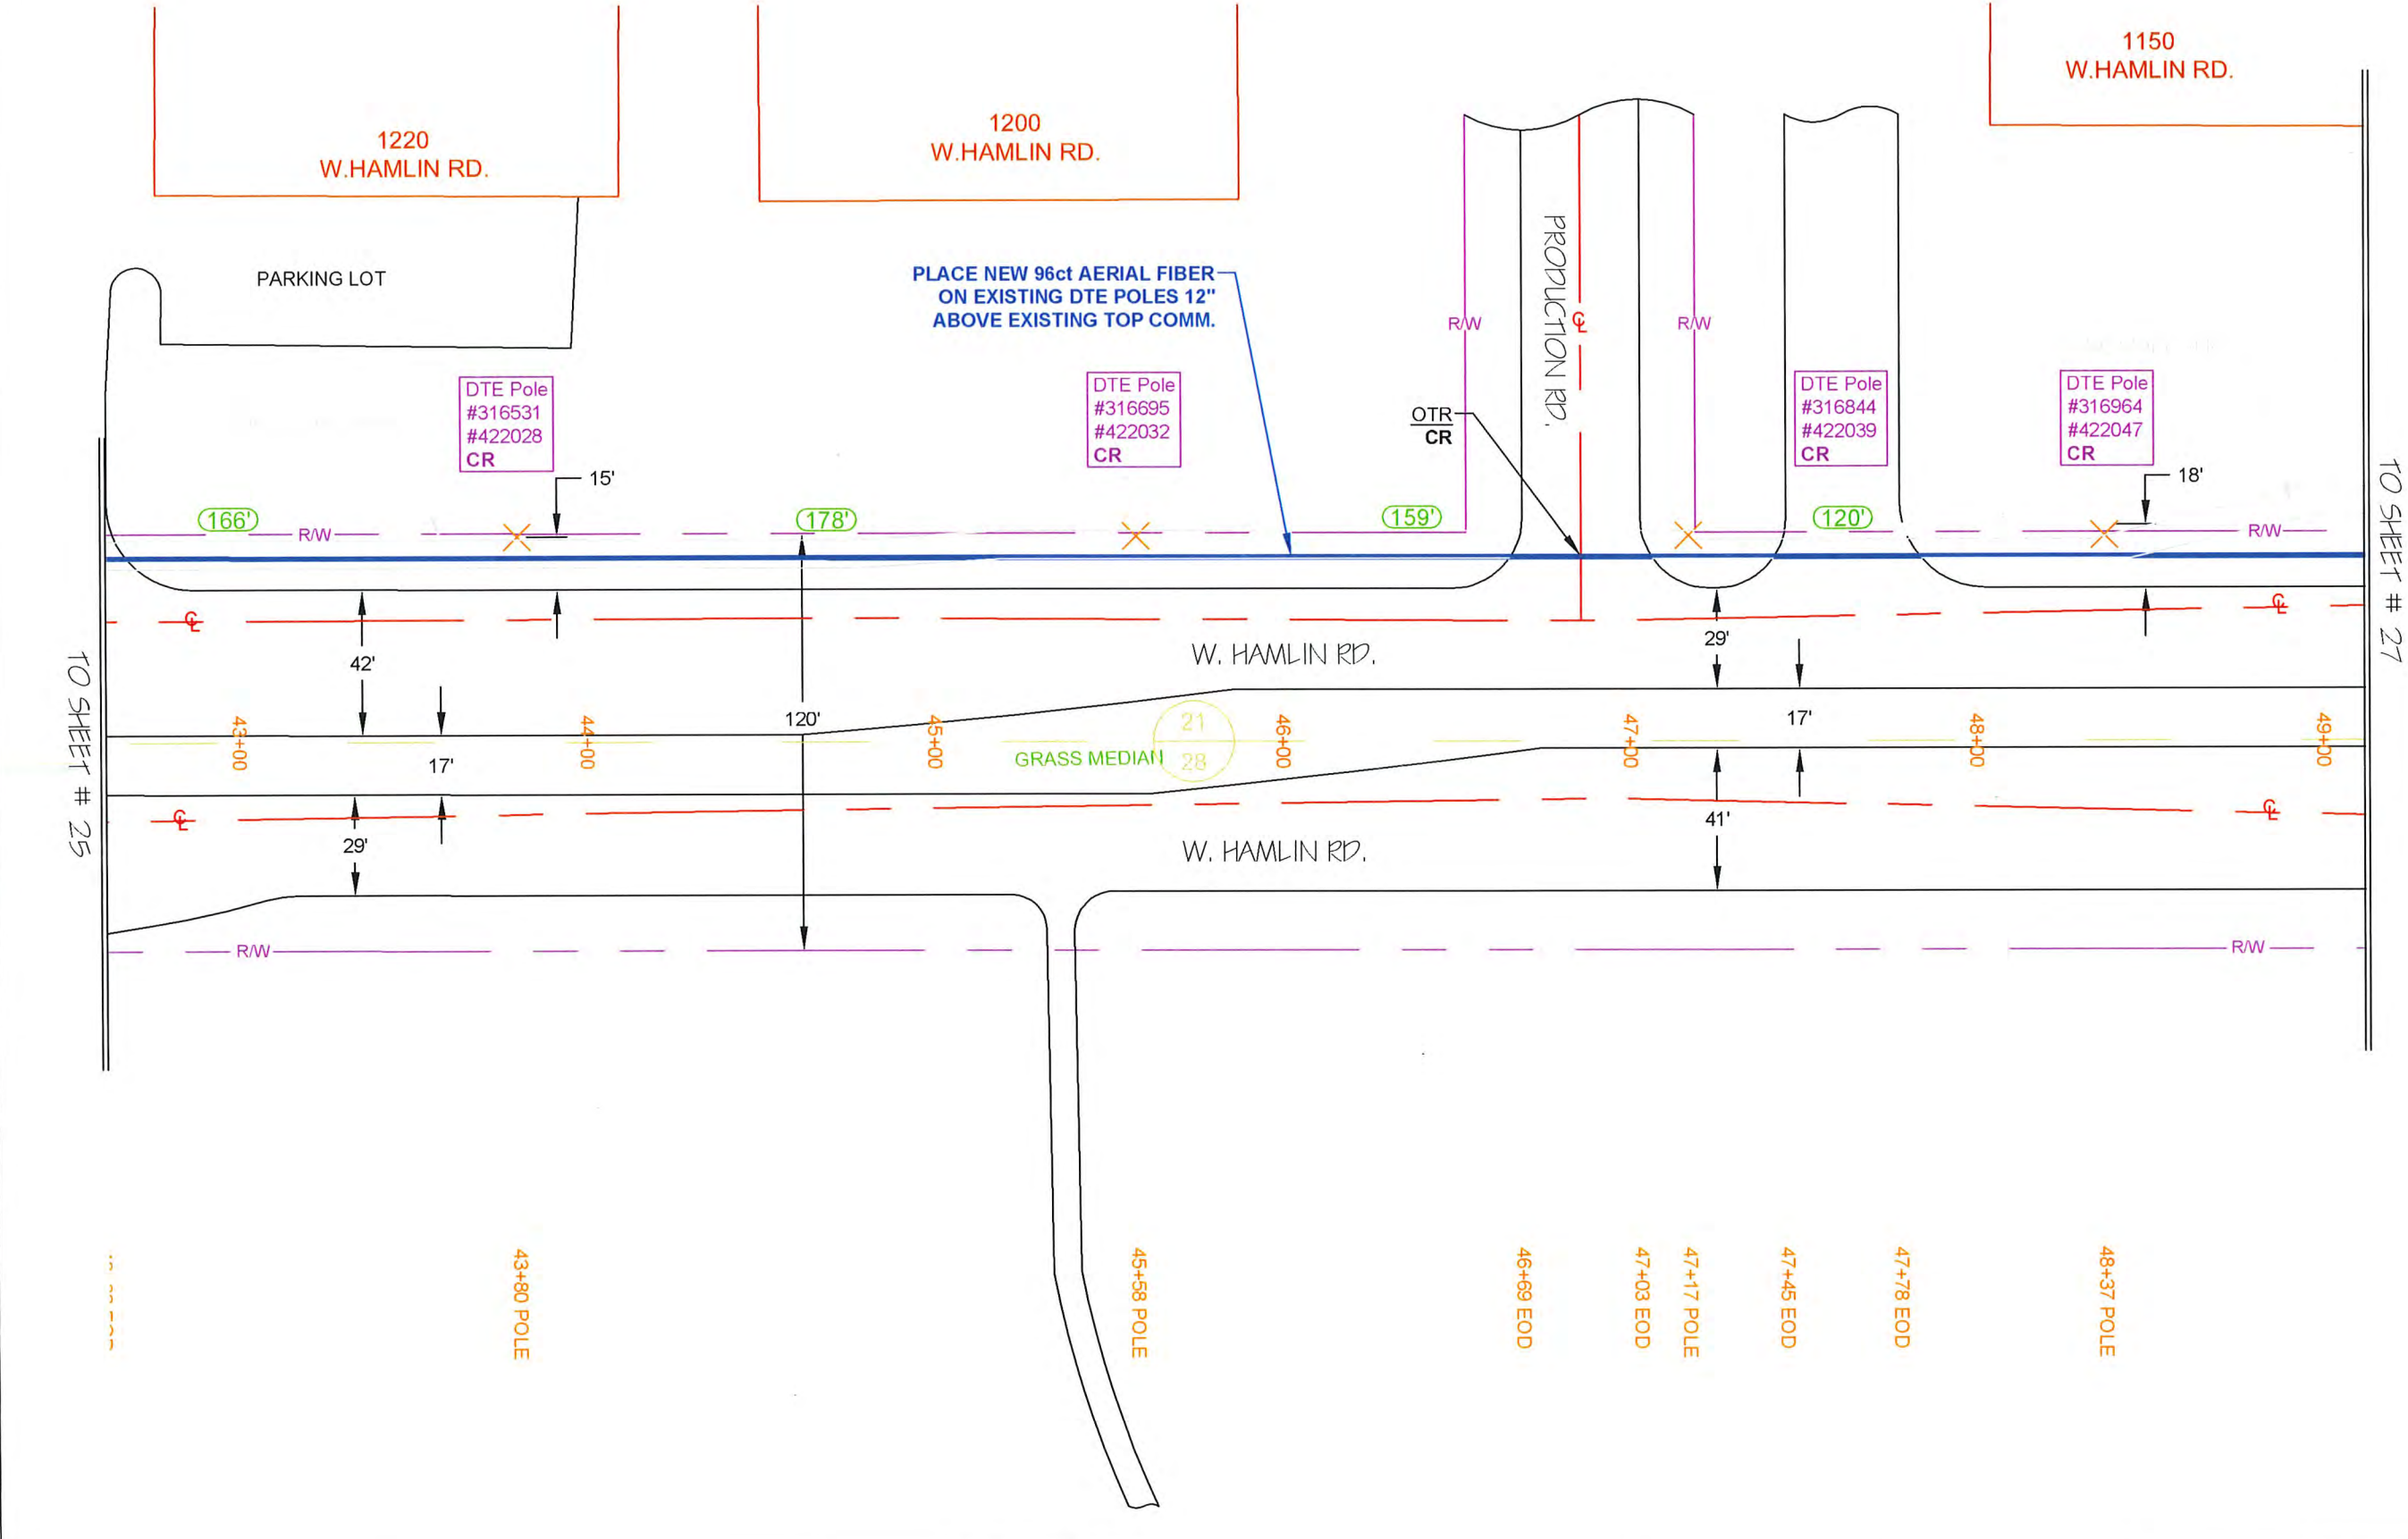 1220
W.HAMLIN RD.
1200
W.HAMLIN RD.
1150
W.HAMLIN RD.
PARKING LOT
PLACE NEW 96ct AERIAL FIBER
ON EXISTING DTE POLES 12"
ABOVE EXISTING TOP COMM.
PRODUCTION RD.
R/W
CL
R/W
DTE Pole
#316531
#422028
CR
DTE Pole
#316695
#422032
CR
OTR
CR
DTE Pole
#316844
#422039
CR
DTE Pole
#316964
#422047
CR
15'
18'
166'
R/W
178'
159'
120'
R/W
CL
CL
42'
W. HAMLIN RD.
29'
TO SHEET # 25
TO SHEET # 27
43+00
44+00
120'
45+00
21
28
46+00
47+00
17'
48+00
49+00
17'
GRASS MEDIAN
CL
CL
29'
W. HAMLIN RD.
41'
R/W
R/W
43+80 POLE
45+58 POLE
46+69 EOD
47+03 EOD
47+17 POLE
47+45 EOD
47+78 EOD
48+37 POLE